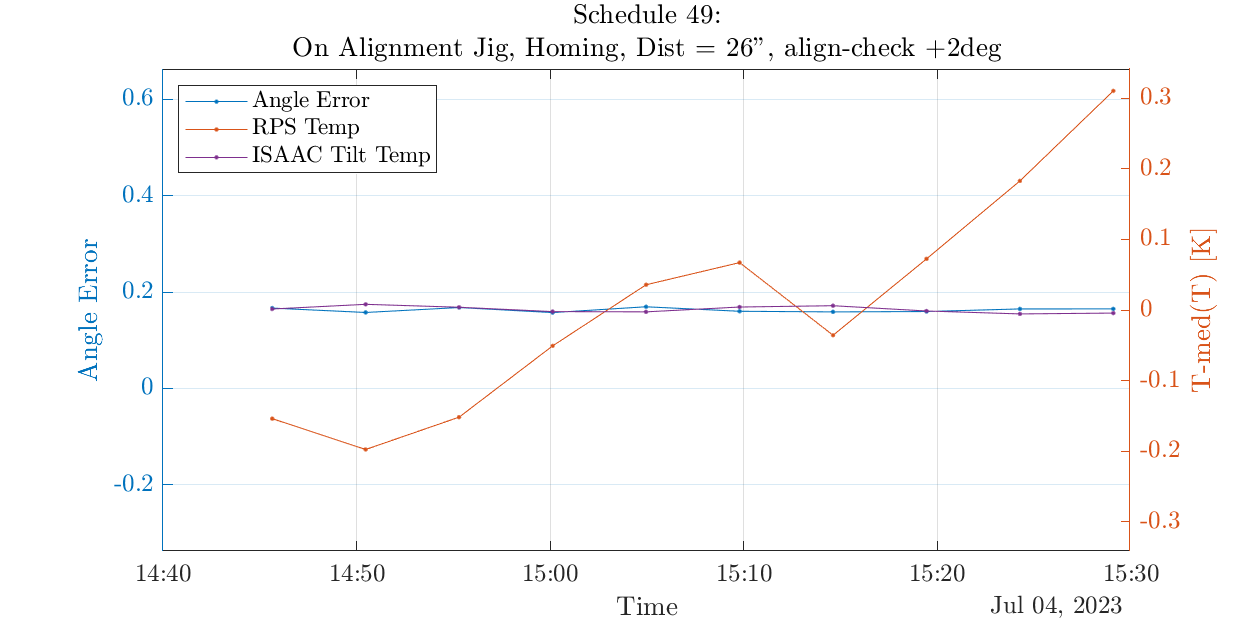 Schedule 49:
On Alignment Jig, Homing, Dist = 26", align-check +2deg
Angle Error
RPS Temp
ISAAC Tilt Temp
0.6
0.4
0.2
0
-0.2
Angle Error
0.3
0.2
0.1
0
-0.1
-0.2
-0.3
T-med(T) [K]
14:40
14:50
15:00
15:10
15:20
15:30
Time
Jul 04, 2023